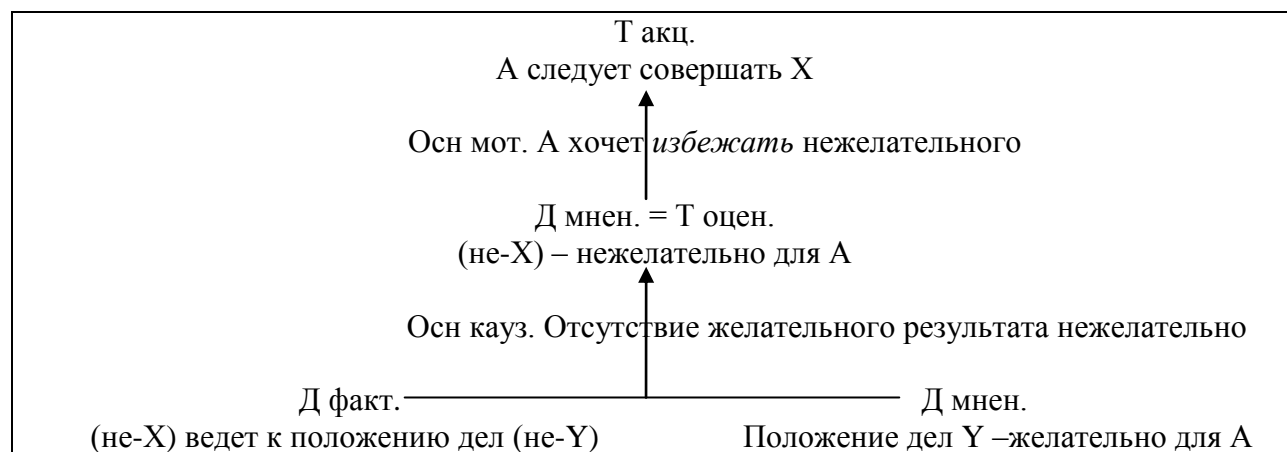 Т акц.
А следует совершать X
Осн мот. А хочет избежать нежелательного
Д мнен. = Т оцен.
(не-X) – нежелательно для А
Осн кауз. Отсутствие желательного результата нежелательно
Д факт. Д мнен.
(не-X) ведет к положению дел (не-Y) Положение дел Y –желательно для А